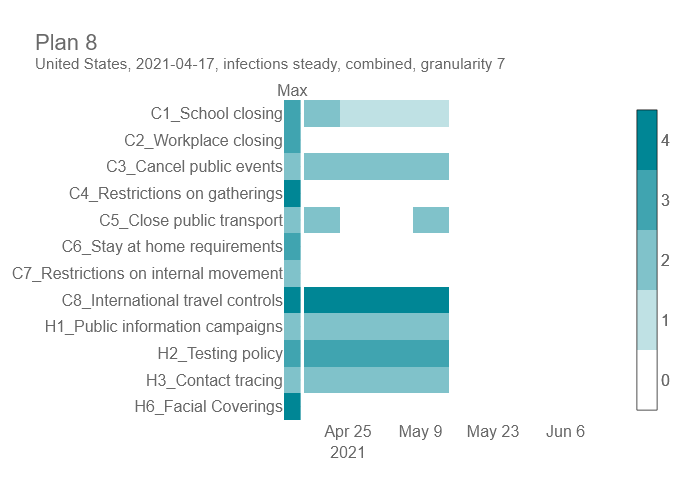 Plan 8
United States, 2021-04-17, infections steady, combined, granularity 7
Max
C1_School closing
C2_Workplace closing
C3_Cancel public events
C4_Restrictions on gatherings
C5_Close public transport
C6_Stay at home requirements
C7_Restrictions on internal movement
C8_International travel controls
H1_Public information campaigns
H2_Testing policy
H3_Contact tracing
H6_Facial Coverings
4
3
2
1
0
Apr 25 May 9 May 23 Jun 6
2021